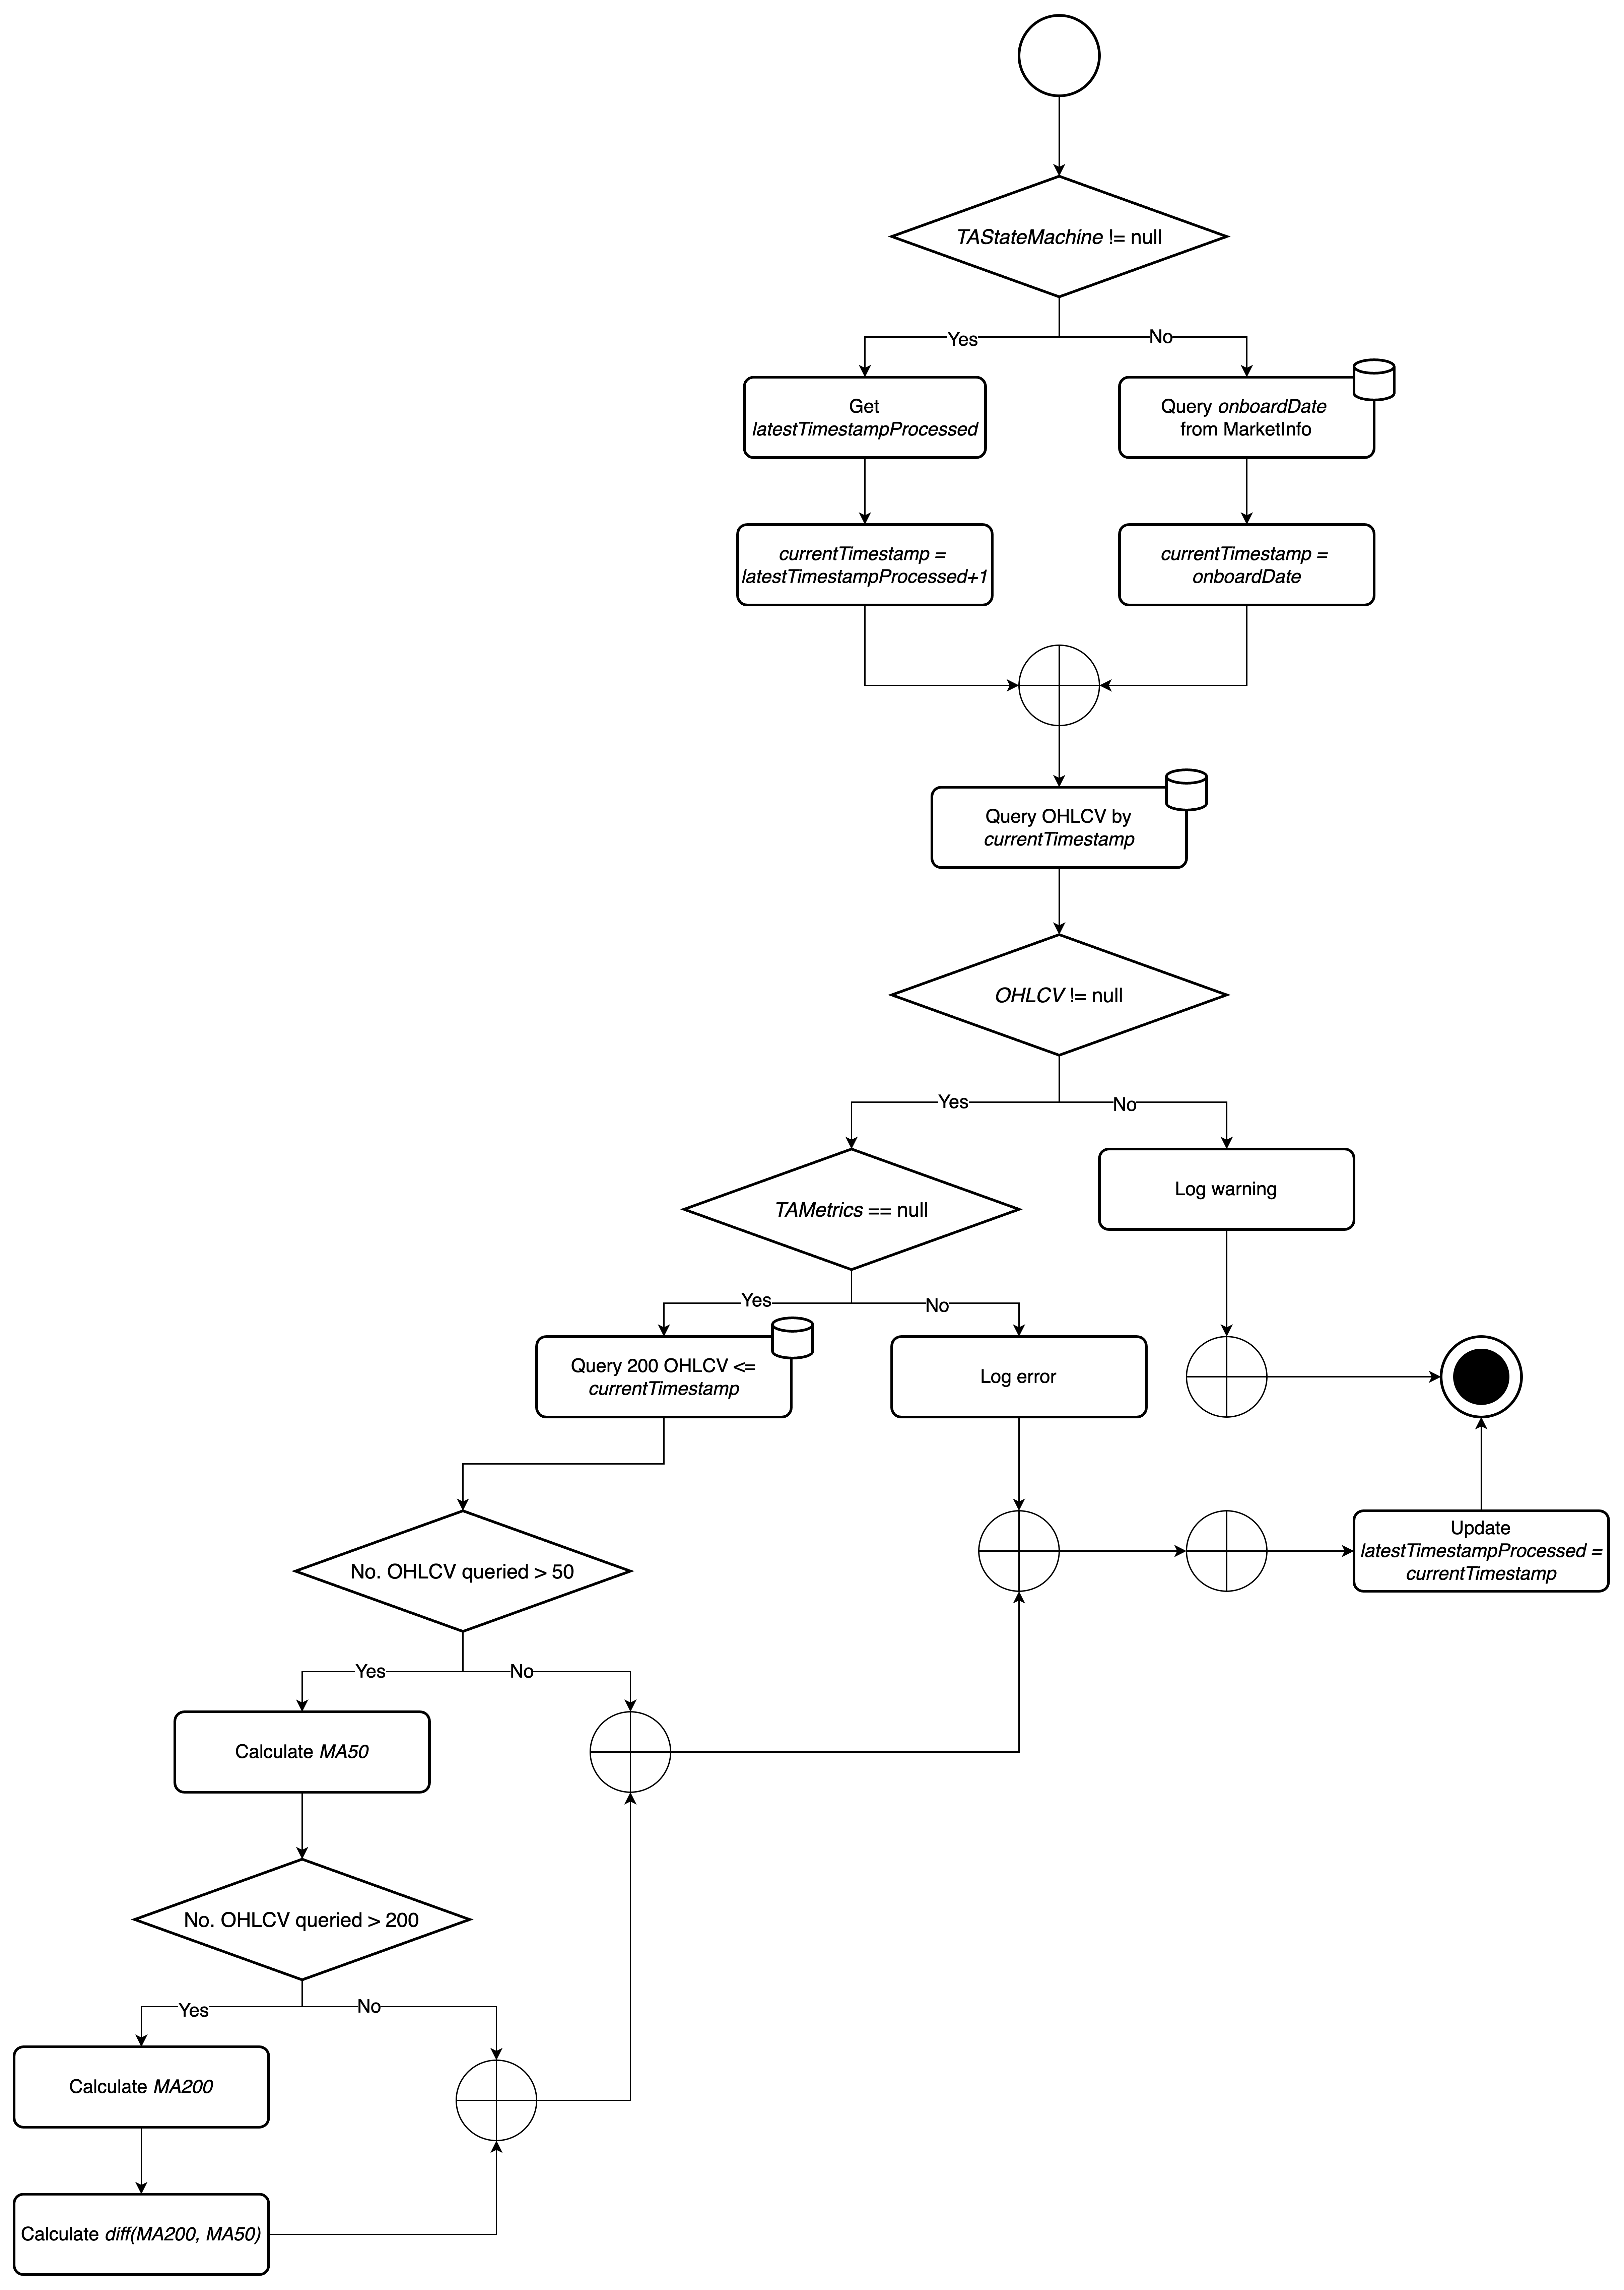 TAStateMachine != null
Yes
No
Get
latestTimestampProcessed
Query onboardDate
from MarketInfo
currentTimestamp =
latestTimestampProcessed+1
currentTimestamp =
onboardDate
Query OHLCV by
currentTimestamp
OHLCV != null
Yes
No
TAMetrics == null
Log warning
Yes
No
Query 200 OHLCV <=
currentTimestamp
Log error
No. OHLCV queried > 50
Update
latestTimestampProcessed =
currentTimestamp
Yes
No
Calculate MA50
No. OHLCV queried > 200
Yes
No
Calculate MA200
Calculate diff(MA200, MA50)